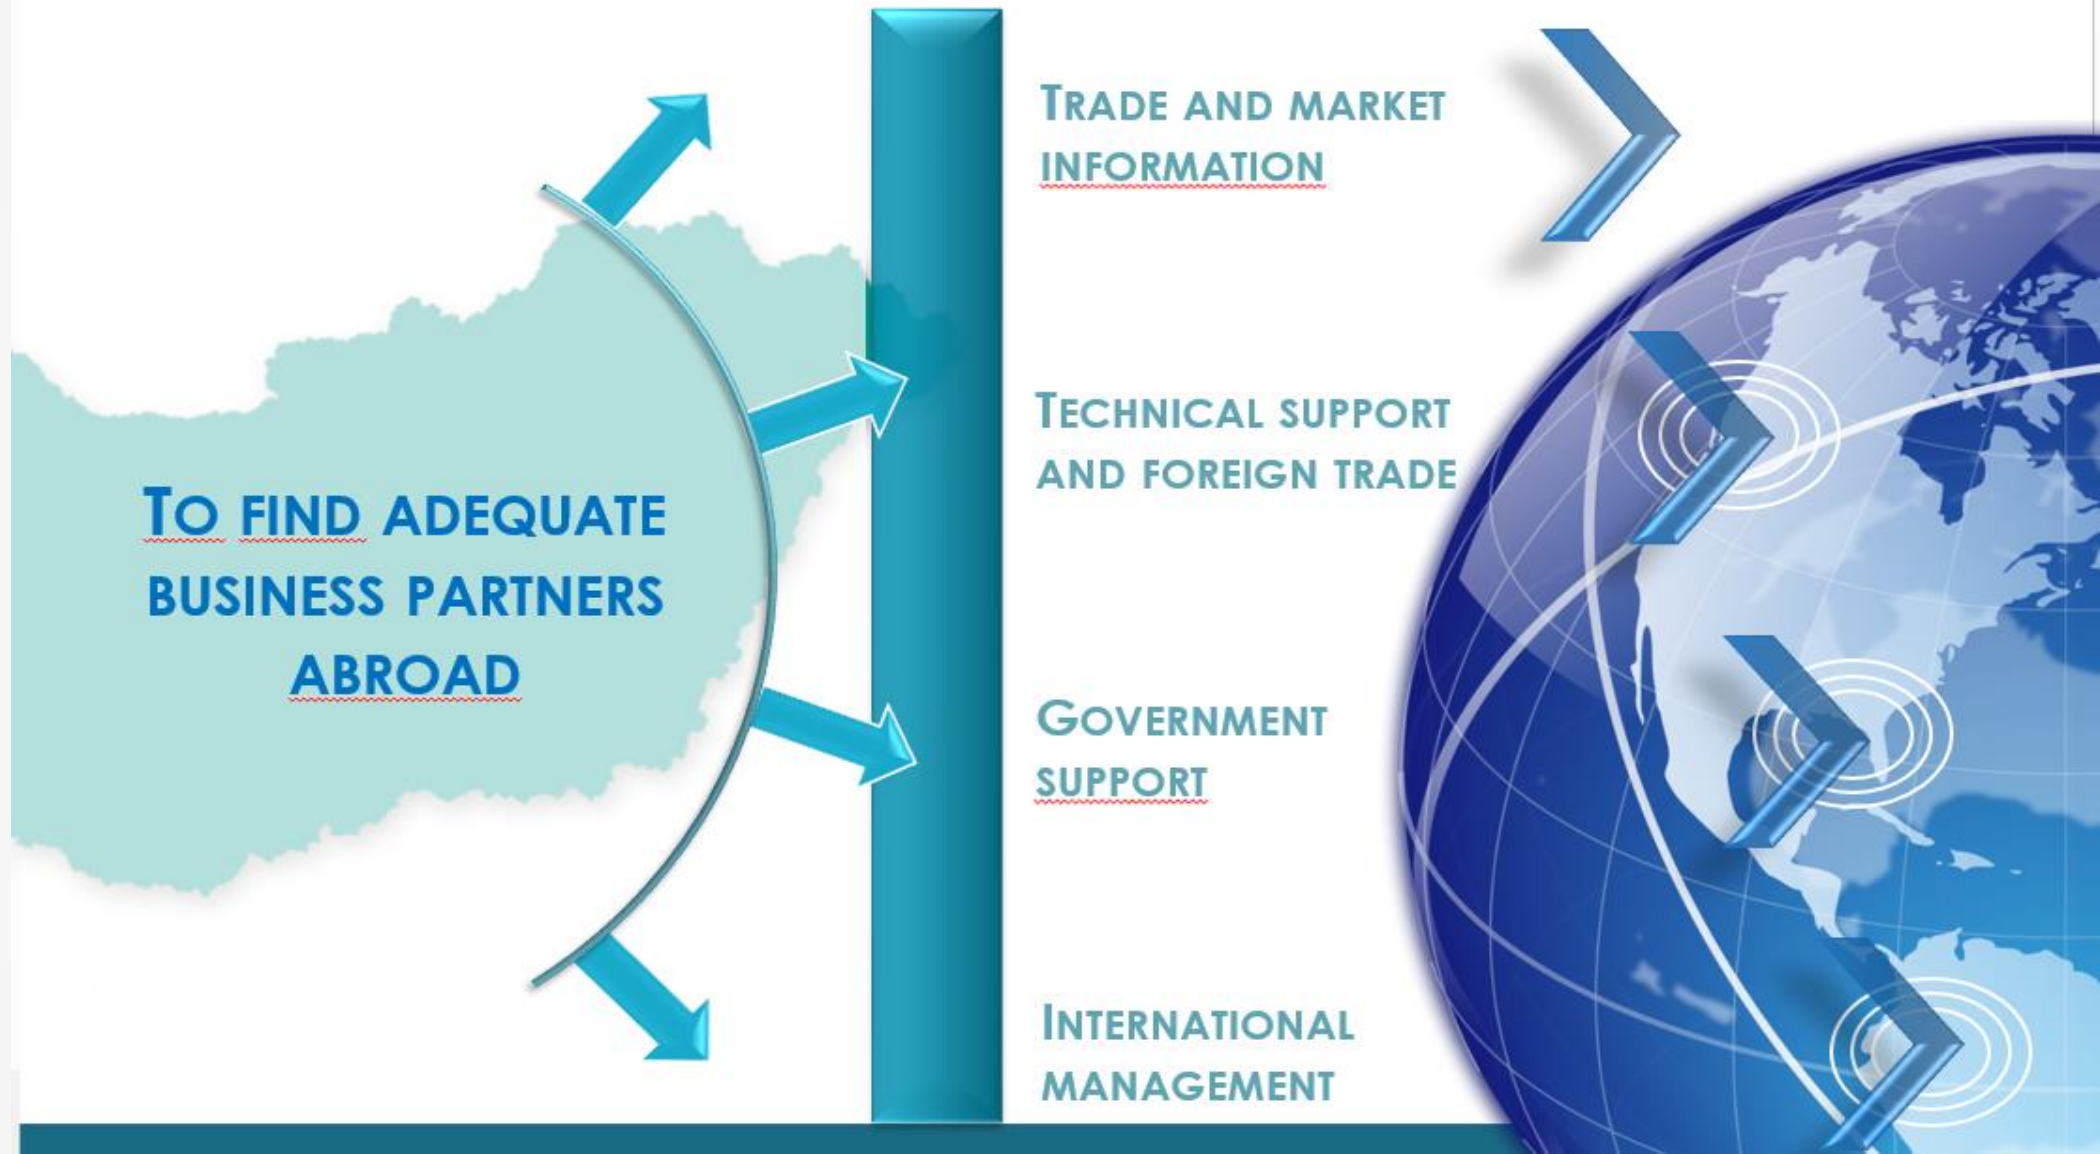 To find adequate
business partners
abroad
Trade and market
information
Technical support
and foreign trade
Government
support
International
management